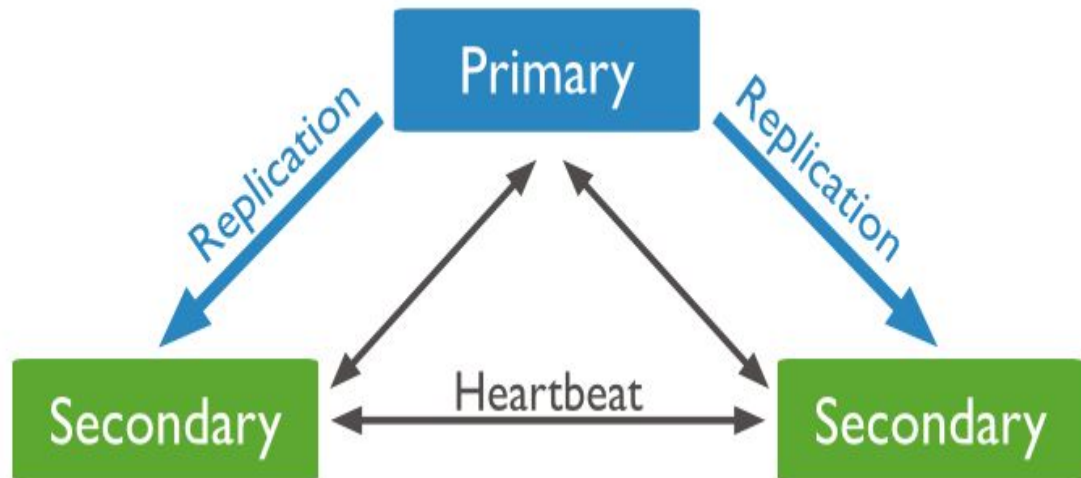 Primary
Replication
Replication
Heartbeat
Secondary
Secondary